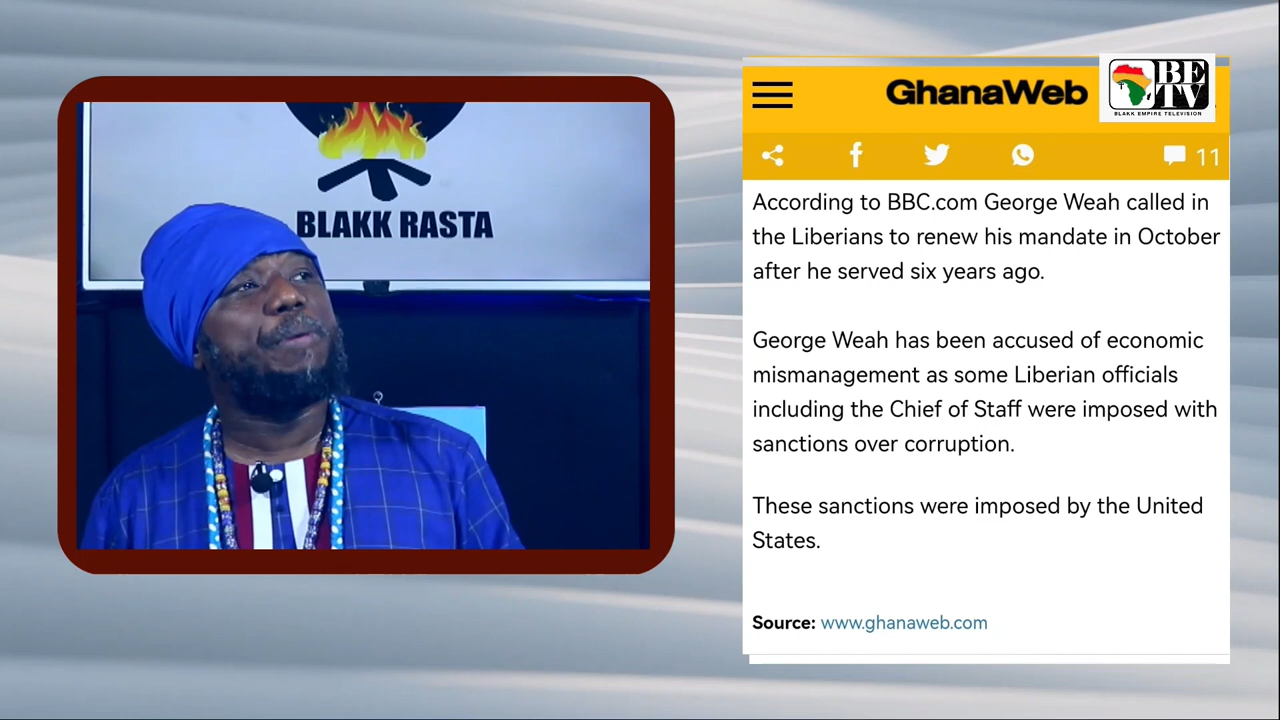 BLAKK RASTA
GhanaWeb
BE
TV
BLAKK EMPIRE TELEVISION
11
According to BBC.com George Weah called in
the Liberians to renew his mandate in October
after he served six years ago.
George Weah has been accused of economic
mismanagement as some Liberian officials
including the Chief of Staff were imposed with
sanctions over corruption.
These sanctions were imposed by the United
States.
Source: www.ghanaweb.com